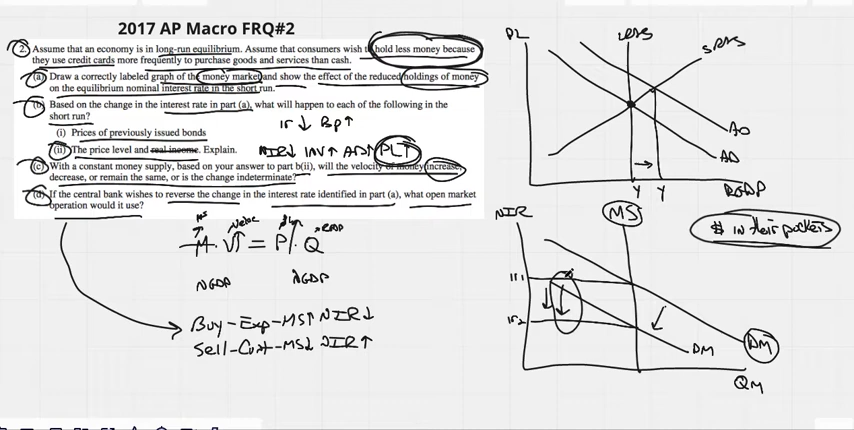 2017 AP Macro FRQ#2
2. Assume that an economy is in long-run equilibrium. Assume that consumers wish to hold less money because
they use credit cards more frequently to purchase goods and services than cash.
(a) Draw a correctly labeled graph of the money market and show the effect of the reduced holdings of money
on the equilibrium nominal interest rate in the short run.
(b) Based on the change in the interest rate in part (a), what will happen to each of the following in the
short run?
ir ↓ Bp ↑
(i) Prices of previously issued bonds
(ii) The price level and real income. Explain.
NIR↓ INV↑ AD↑ PL↑
(c) With a constant money supply, based on your answer to part b(ii), will the velocity of money increase,
decrease, or remain the same, or is the change indeterminate?
(d) If the central bank wishes to reverse the change in the interest rate identified in part (a), what open market
operation would it use?
M · V↑ = P · Q
NGDP
NGDP
Buy - Exp - MS↑ NIR↓
Sell - Cont - MS↓ NIR↑
PL
LRAS
SRAS
AD
AD
Y Y
RGDP
NIR
MS
$ in their pockets
ir1
ir2
DM
DM
QM